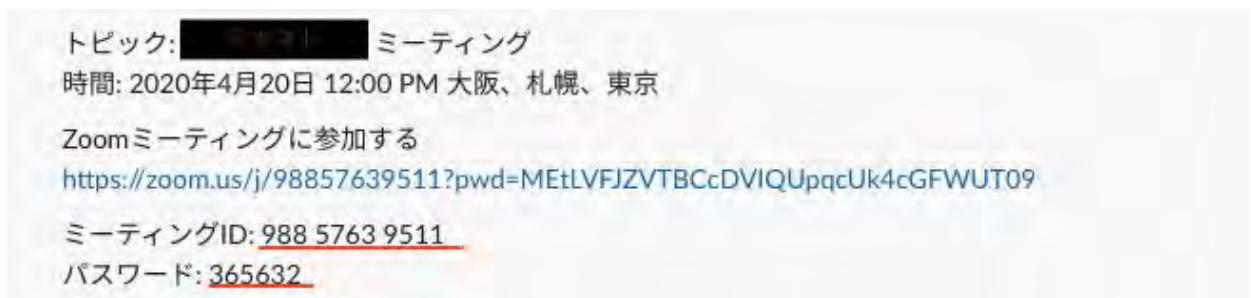 トピック: ミーティング
時間: 2020年4月20日 12:00 PM 大阪、札幌、東京
Zoomミーティングに参加する
https://zoom.us/j/98857639511?pwd=MEtLVFJZVTBCcDVIQUpqcUk4cGFWUT09
ミーティングID: 988 5763 9511
パスワード: 365632